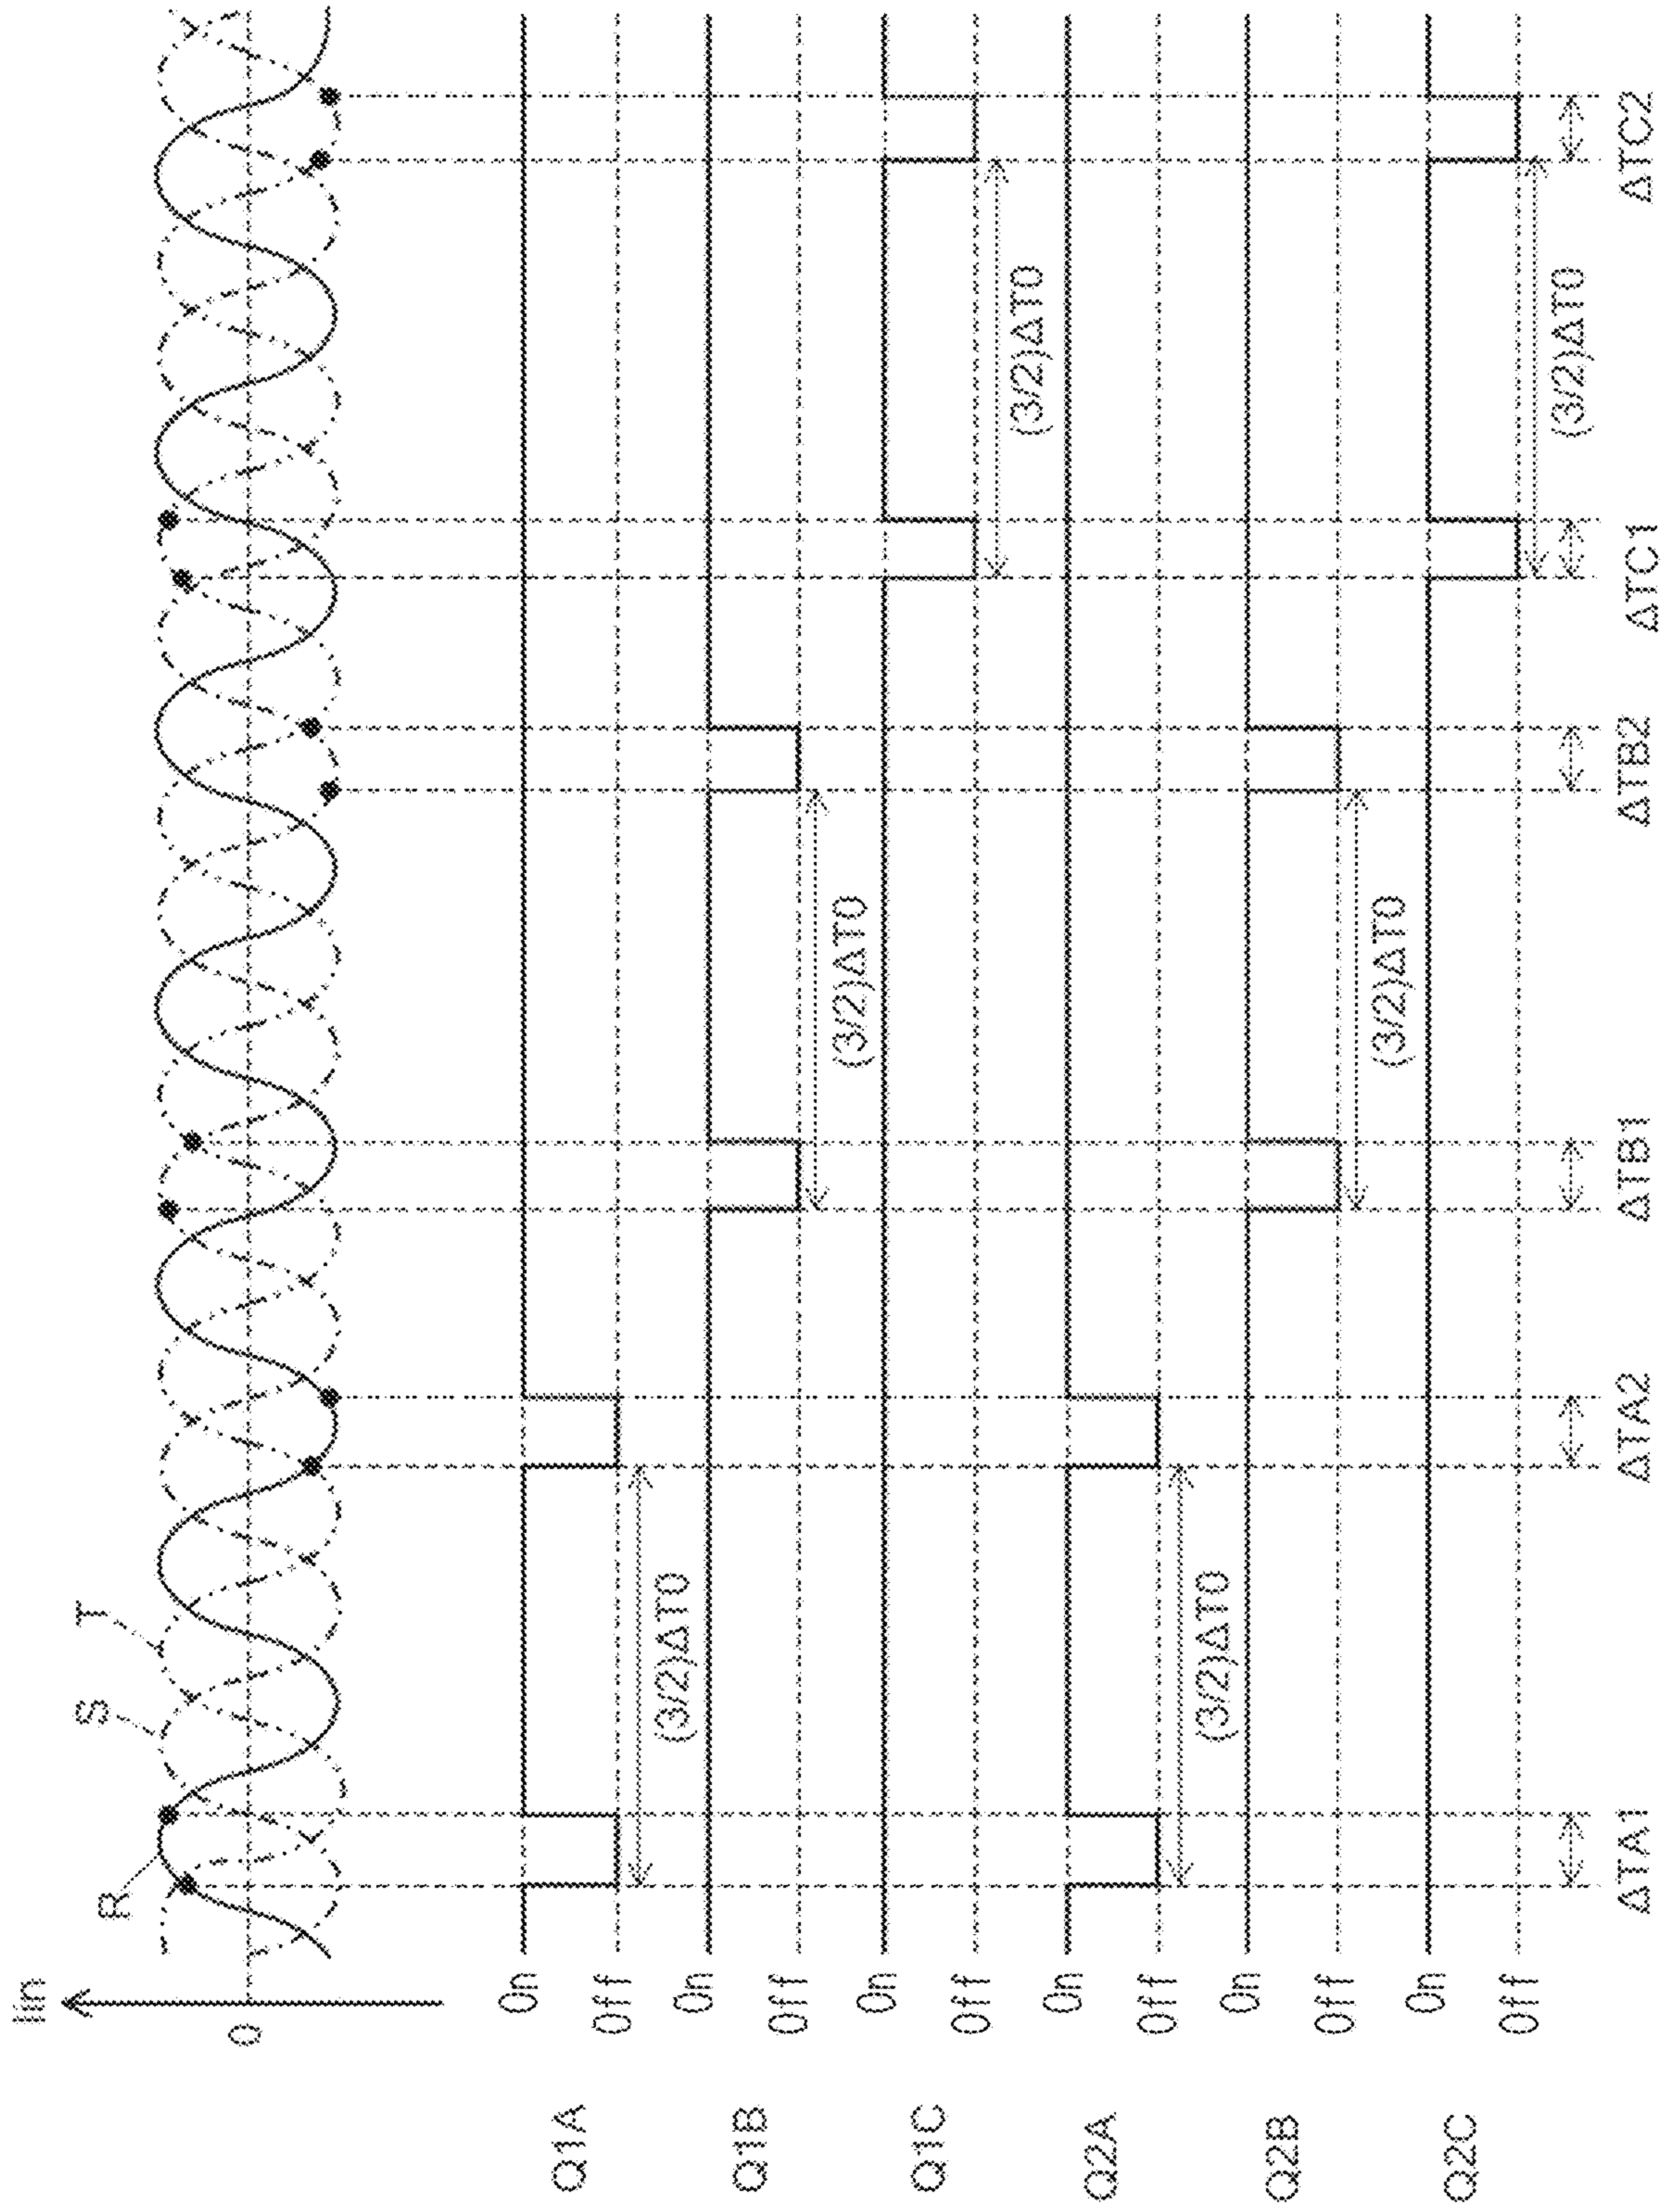 Iin
0
R
S
T
Q1A
On
Off
(3/2)ΔT0
Q1B
On
Off
(3/2)ΔT0
Q1C
On
Off
(3/2)ΔT0
Q2A
On
Off
(3/2)ΔT0
Q2B
On
Off
(3/2)ΔT0
Q2C
On
Off
(3/2)ΔT0
ΔTA1
ΔTA2
ΔTB1
ΔTB2
ΔTC1
ΔTC2